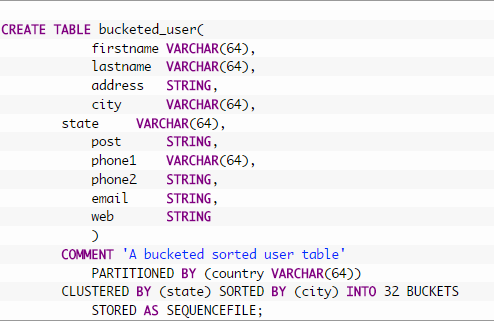 CREATE TABLE bucketed_user(
firstname VARCHAR(64),
lastname VARCHAR(64),
address STRING,
city VARCHAR(64),
state VARCHAR(64),
post STRING,
phone1 VARCHAR(64),
phone2 STRING,
email STRING,
web STRING
)
COMMENT 'A bucketed sorted user table'
PARTITIONED BY (country VARCHAR(64))
CLUSTERED BY (state) SORTED BY (city) INTO 32 BUCKETS
STORED AS SEQUENCEFILE;